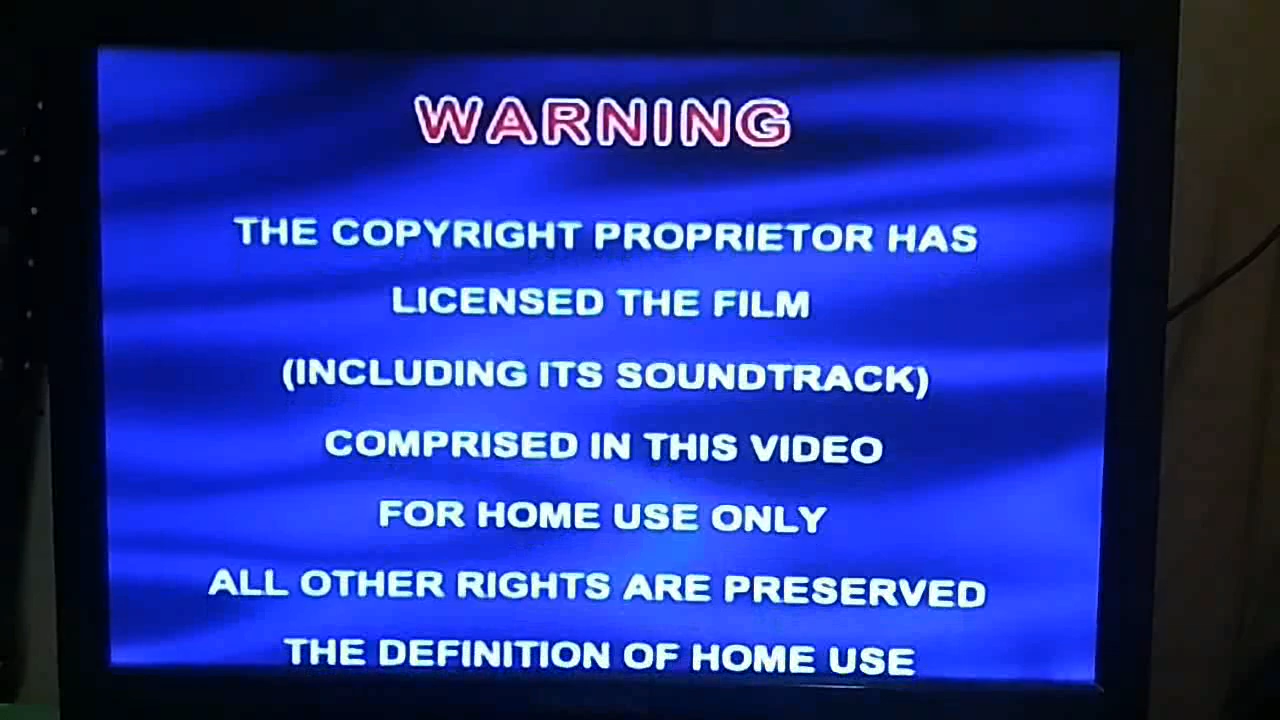 WARNING
THE COPYRIGHT PROPRIETOR HAS
LICENSED THE FILM
(INCLUDING ITS SOUNDTRACK)
COMPRISED IN THIS VIDEO
FOR HOME USE ONLY
ALL OTHER RIGHTS ARE PRESERVED
THE DEFINITION OF HOME USE